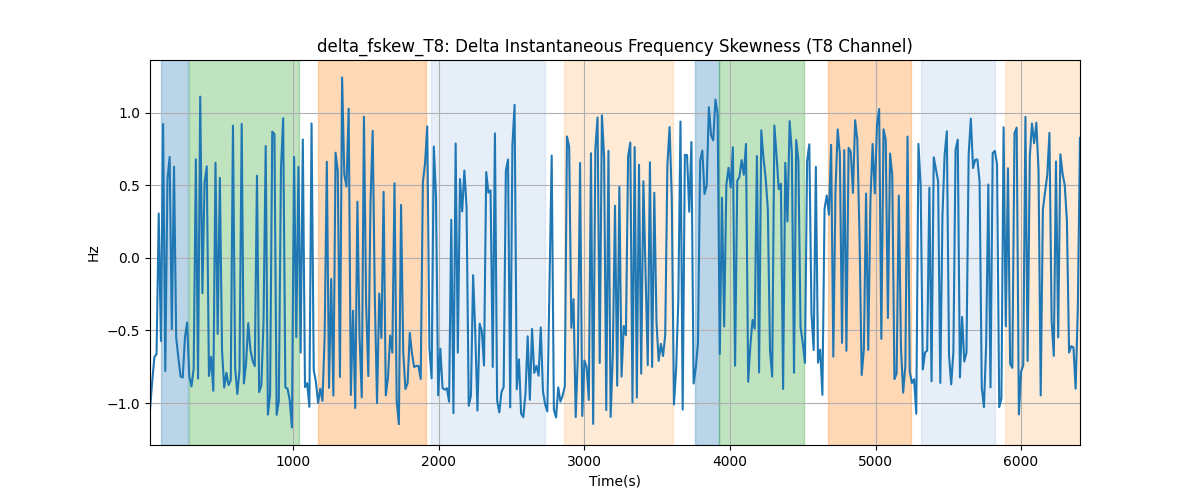 delta_fskew_T8: Delta Instantaneous Frequency Skewness (T8 Channel)
Hz
1.0
0.5
0.0
−0.5
−1.0
1000 2000 3000 4000 5000 6000
Time(s)